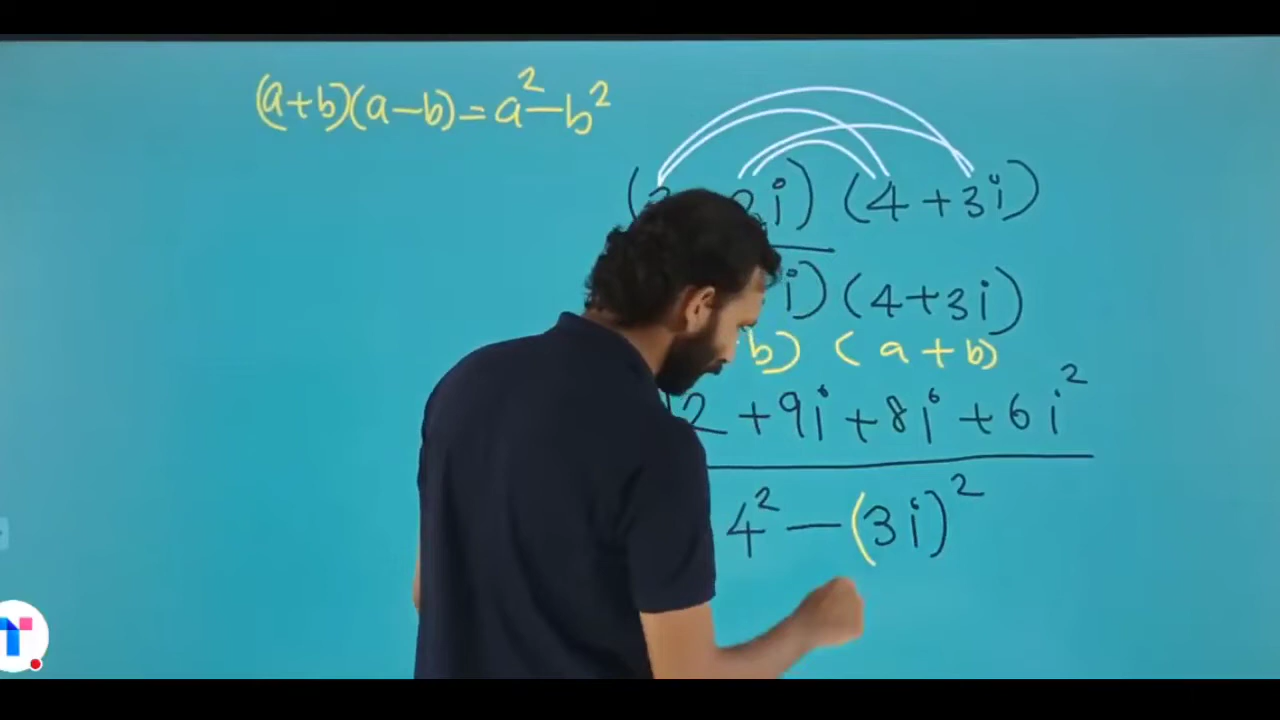 (a+b)(a-b)=a²-b²
i) (4+3i)
i) (4+3i)
b) (a+b)
2+9i+8i+6i²
4²-(3i)²